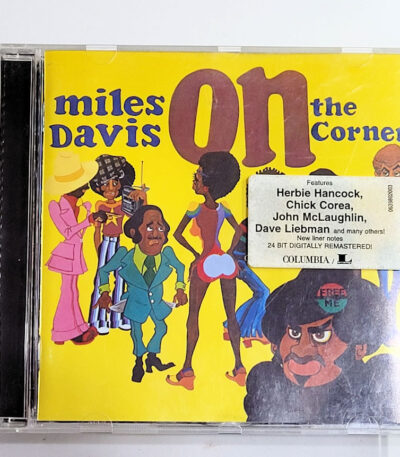 miles on the
Davis Corner
Features
Herbie Hancock,
Chick Corea,
John McLaughlin,
Dave Liebman and many others!
New liner notes
24 BIT DIGITALLY REMASTERED!
COLUMBIA / L
FREE
ME